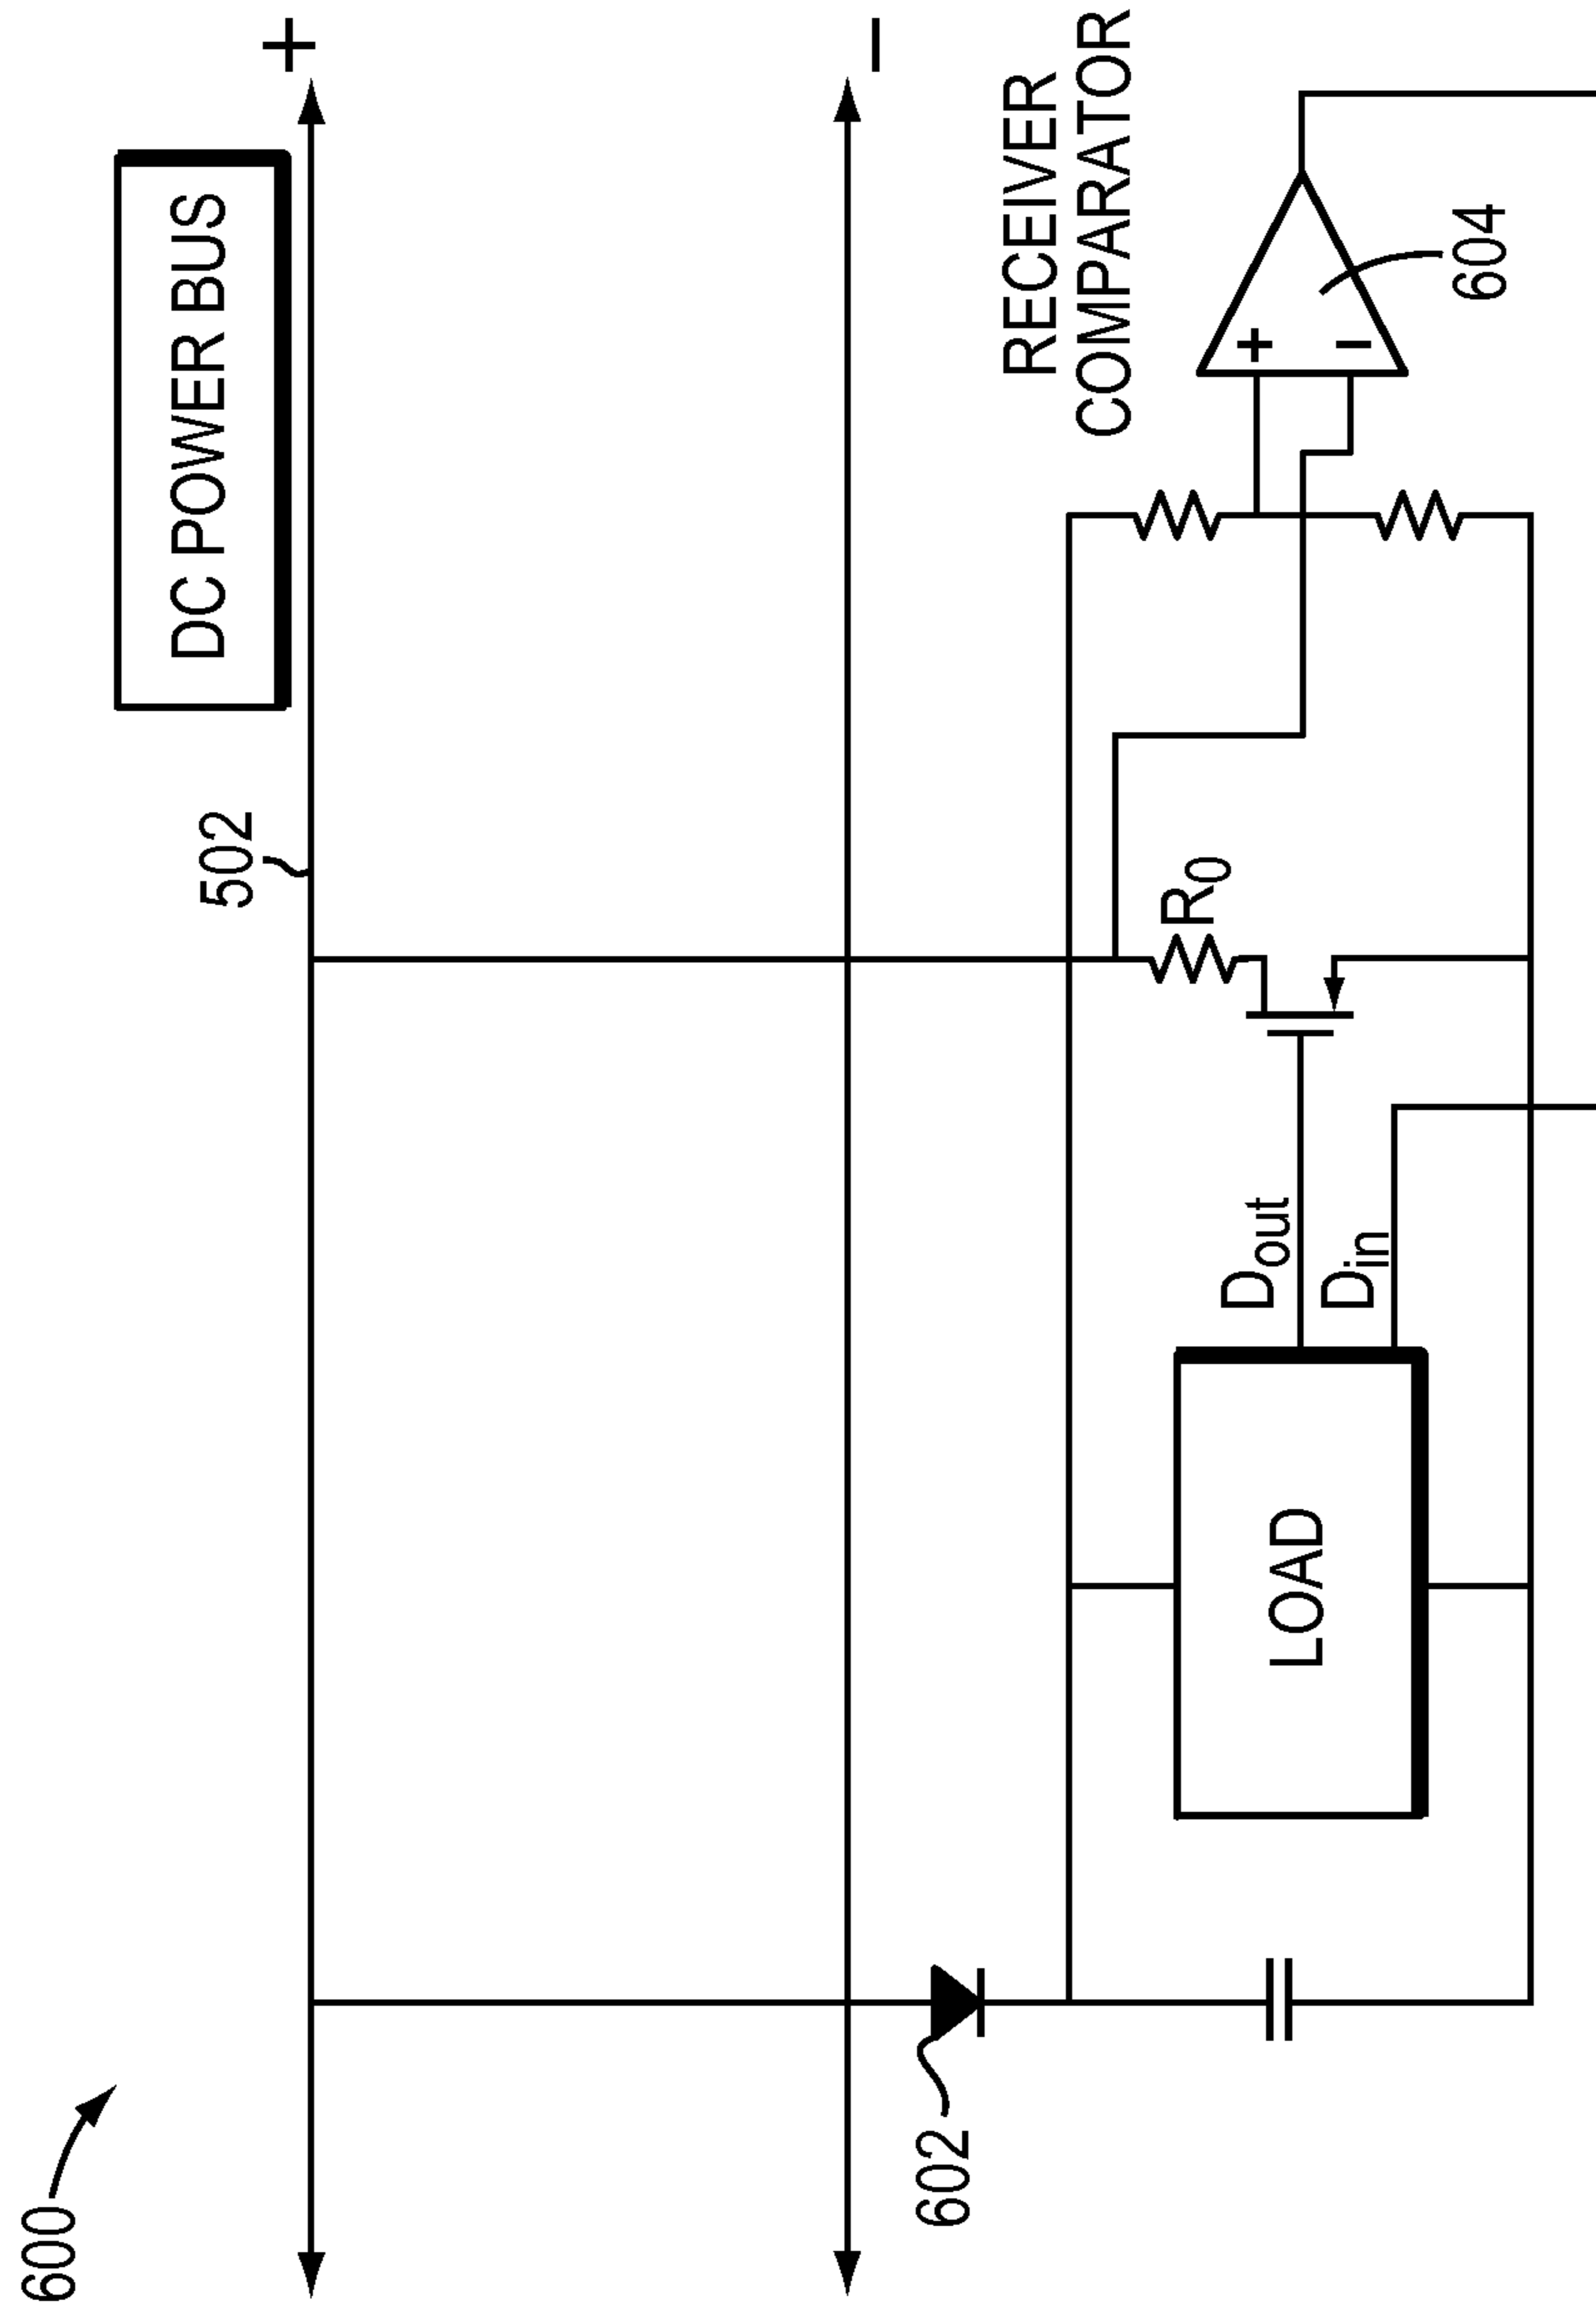 600
DC POWER BUS
502
+
−
602
RECEIVER
COMPARATOR
R0
LOAD
Dout
Din
+
−
604